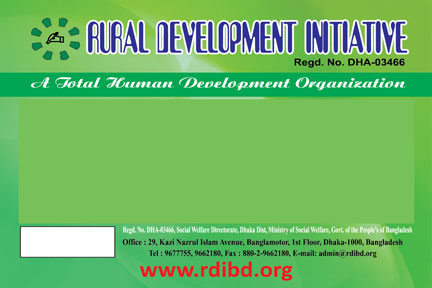 RURAL DEVELOPMENT INITIATIVE
Regd. No. DHA-03466
A Total Human Development Organization
Regd. No. DHA-03466, Social Welfare Directorate, Dhaka Dist, Ministry of Social Welfare, Govt. of the People's of Bangladesh
Office : 29, Kazi Nazrul Islam Avenue, Banglamotor, 1st Floor, Dhaka-1000, Bangladesh
Tel : 9677755, 9662180, Fax : 880-2-9662180, E-mail: admin@rdibd.org
www.rdibd.org